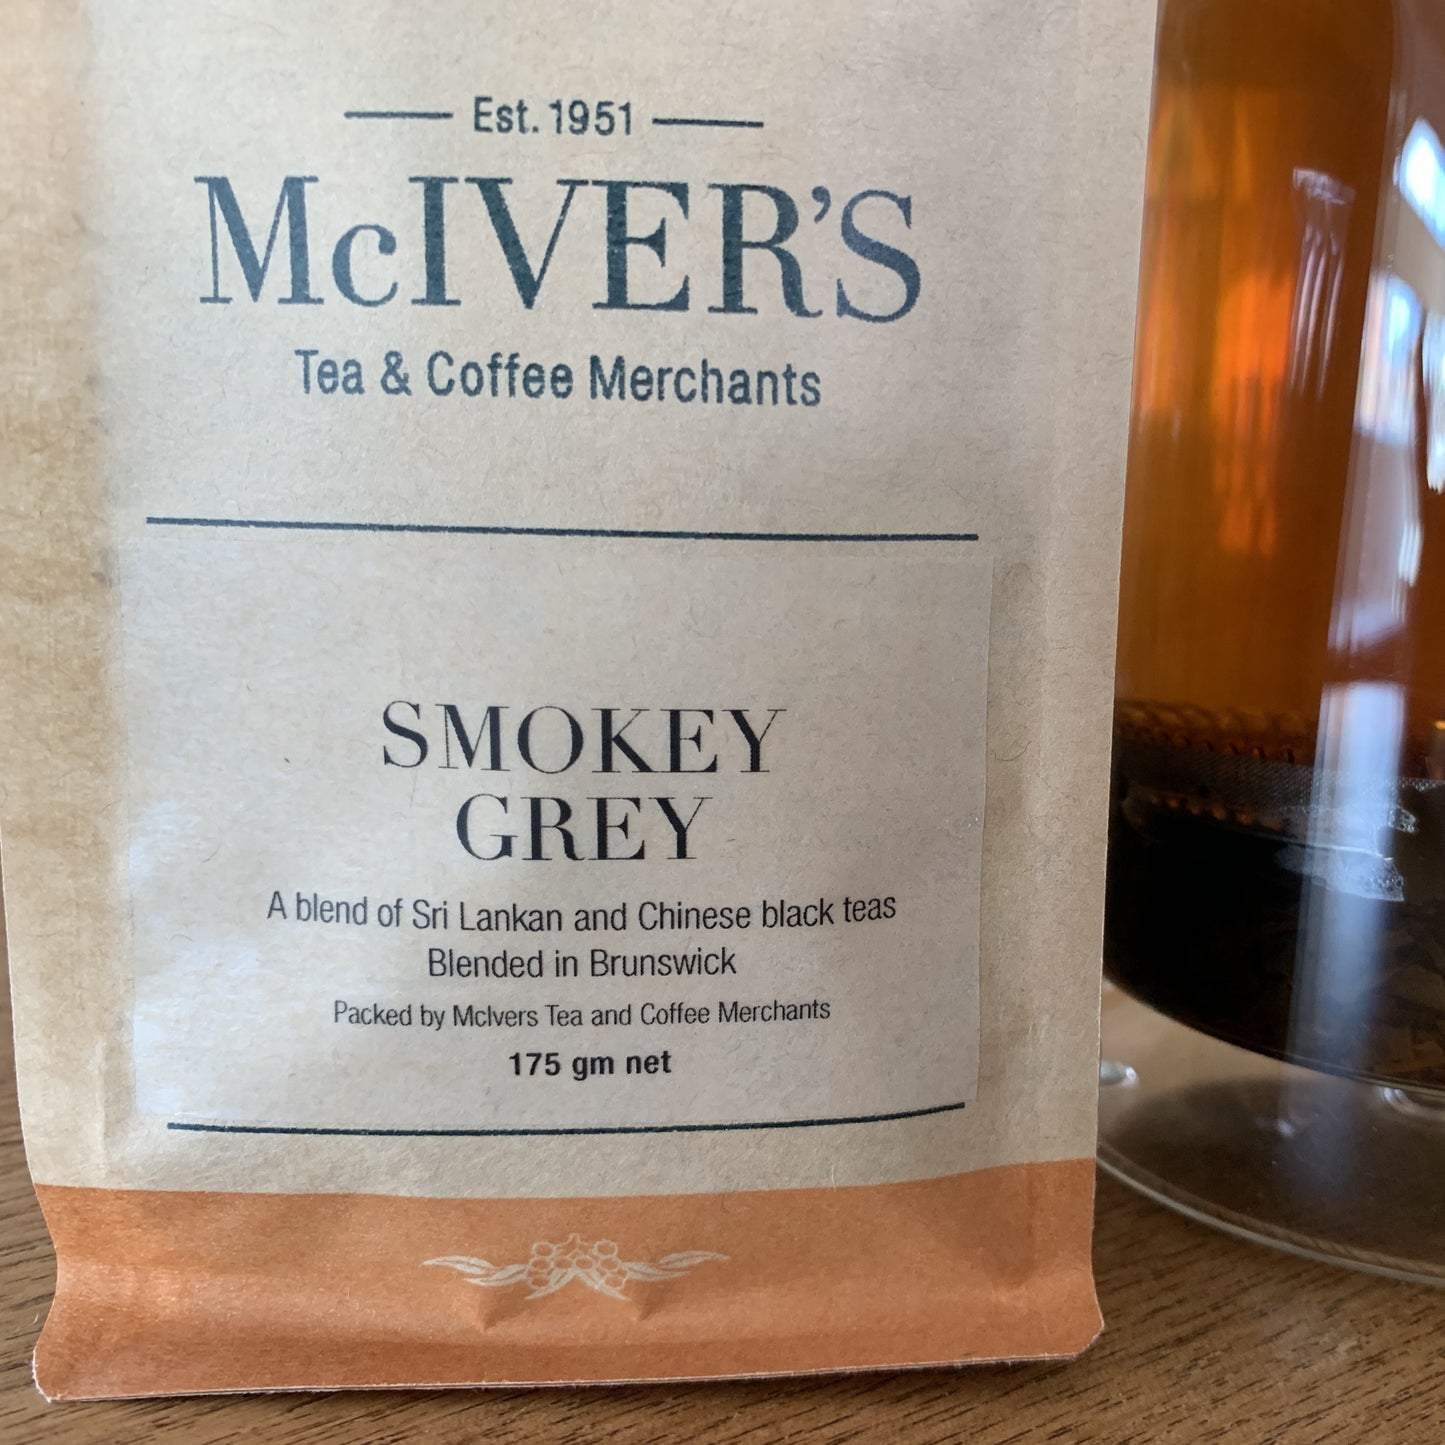 Est. 1951
McIVER'S
Tea & Coffee Merchants
SMOKEY
GREY
A blend of Sri Lankan and Chinese black teas
Blended in Brunswick
Packed by McIvers Tea and Coffee Merchants
175 gm net